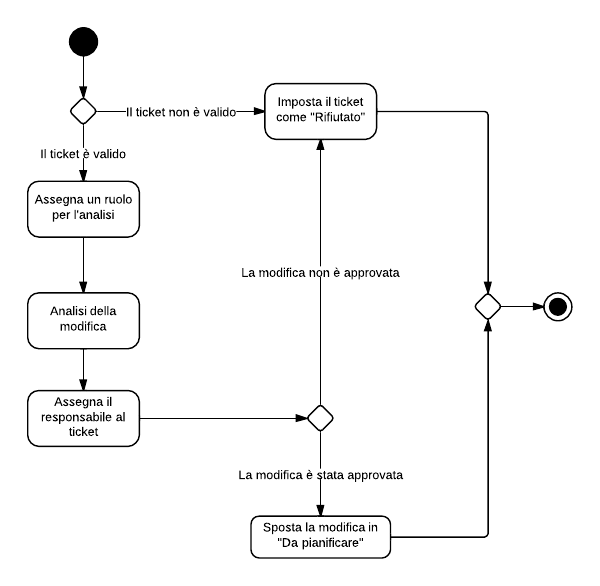 Il ticket non è valido
Imposta il ticket
come "Rifiutato"
Il ticket è valido
Assegna un ruolo
per l'analisi
La modifica non è approvata
Analisi della
modifica
Assegna il
responsabile al
ticket
La modifica è stata approvata
Sposta la modifica in
"Da pianificare"